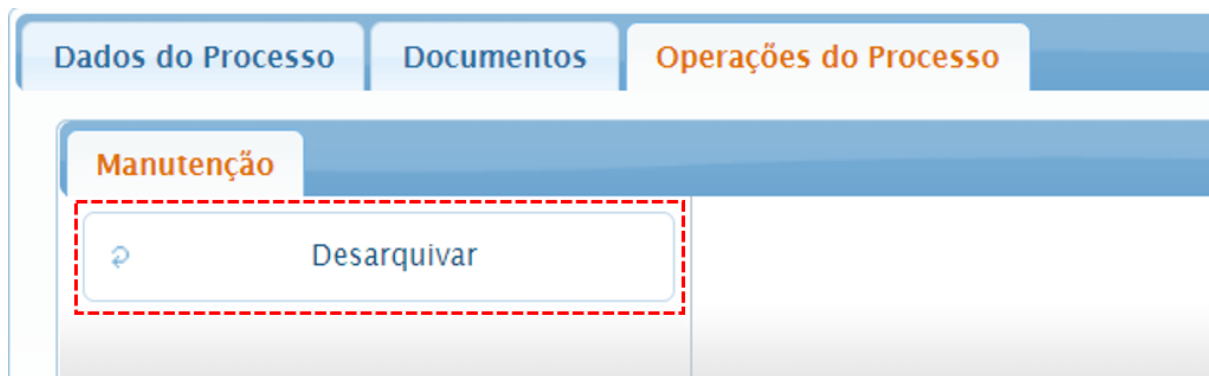 Dados do Processo Documentos Operações do Processo
Manutenção
Desarquivar